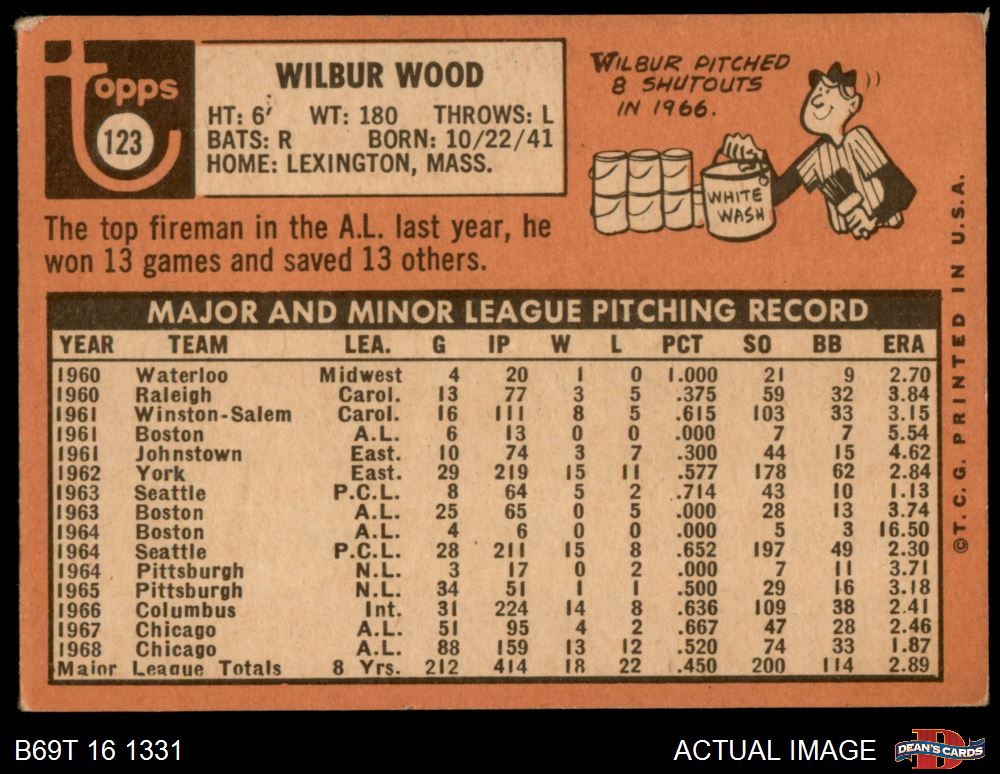 Topps
123
WILBUR WOOD
HT: 6' WT: 180 THROWS: L
BATS: R BORN: 10/22/41
HOME: LEXINGTON, MASS.
WILBUR PITCHED
8 SHUTOUTS
IN 1966.
WHITE
WASH
The top fireman in the A.L. last year, he
won 13 games and saved 13 others.
MAJOR AND MINOR LEAGUE PITCHING RECORD
YEAR TEAM LEA. G IP W L PCT SO BB ERA
1960 Waterloo Midwest 4 20 1 0 1.000 21 9 2.70
1960 Raleigh Carol. 13 77 3 5 .375 59 32 3.84
1961 Winston-Salem Carol. 16 111 8 5 .615 103 33 3.15
1961 Boston A.L. 6 13 0 0 .000 7 7 5.54
1961 Johnstown East. 10 74 3 7 .300 44 15 4.62
1962 York East. 29 219 15 11 .577 178 62 2.84
1963 Seattle P.C.L. 8 64 5 2 .714 43 10 1.13
1963 Boston A.L. 25 65 0 5 .000 28 13 3.74
1964 Boston A.L. 4 6 0 0 .000 5 3 16.50
1964 Seattle P.C.L. 28 211 15 8 .652 197 49 2.30
1964 Pittsburgh N.L. 3 17 0 2 .000 7 11 3.71
1965 Pittsburgh N.L. 34 51 1 1 .500 29 16 3.18
1966 Columbus Int. 31 224 14 8 .636 109 38 2.41
1967 Chicago A.L. 51 95 4 2 .667 47 28 2.46
1968 Chicago A.L. 88 159 13 12 .520 74 33 1.87
Major League Totals 8 Yrs. 212 414 18 22 .450 200 114 2.89
©T. C. G. PRINTED IN U.S.A.
B69T 16 1331
ACTUAL IMAGE
DEAN'S CARDS